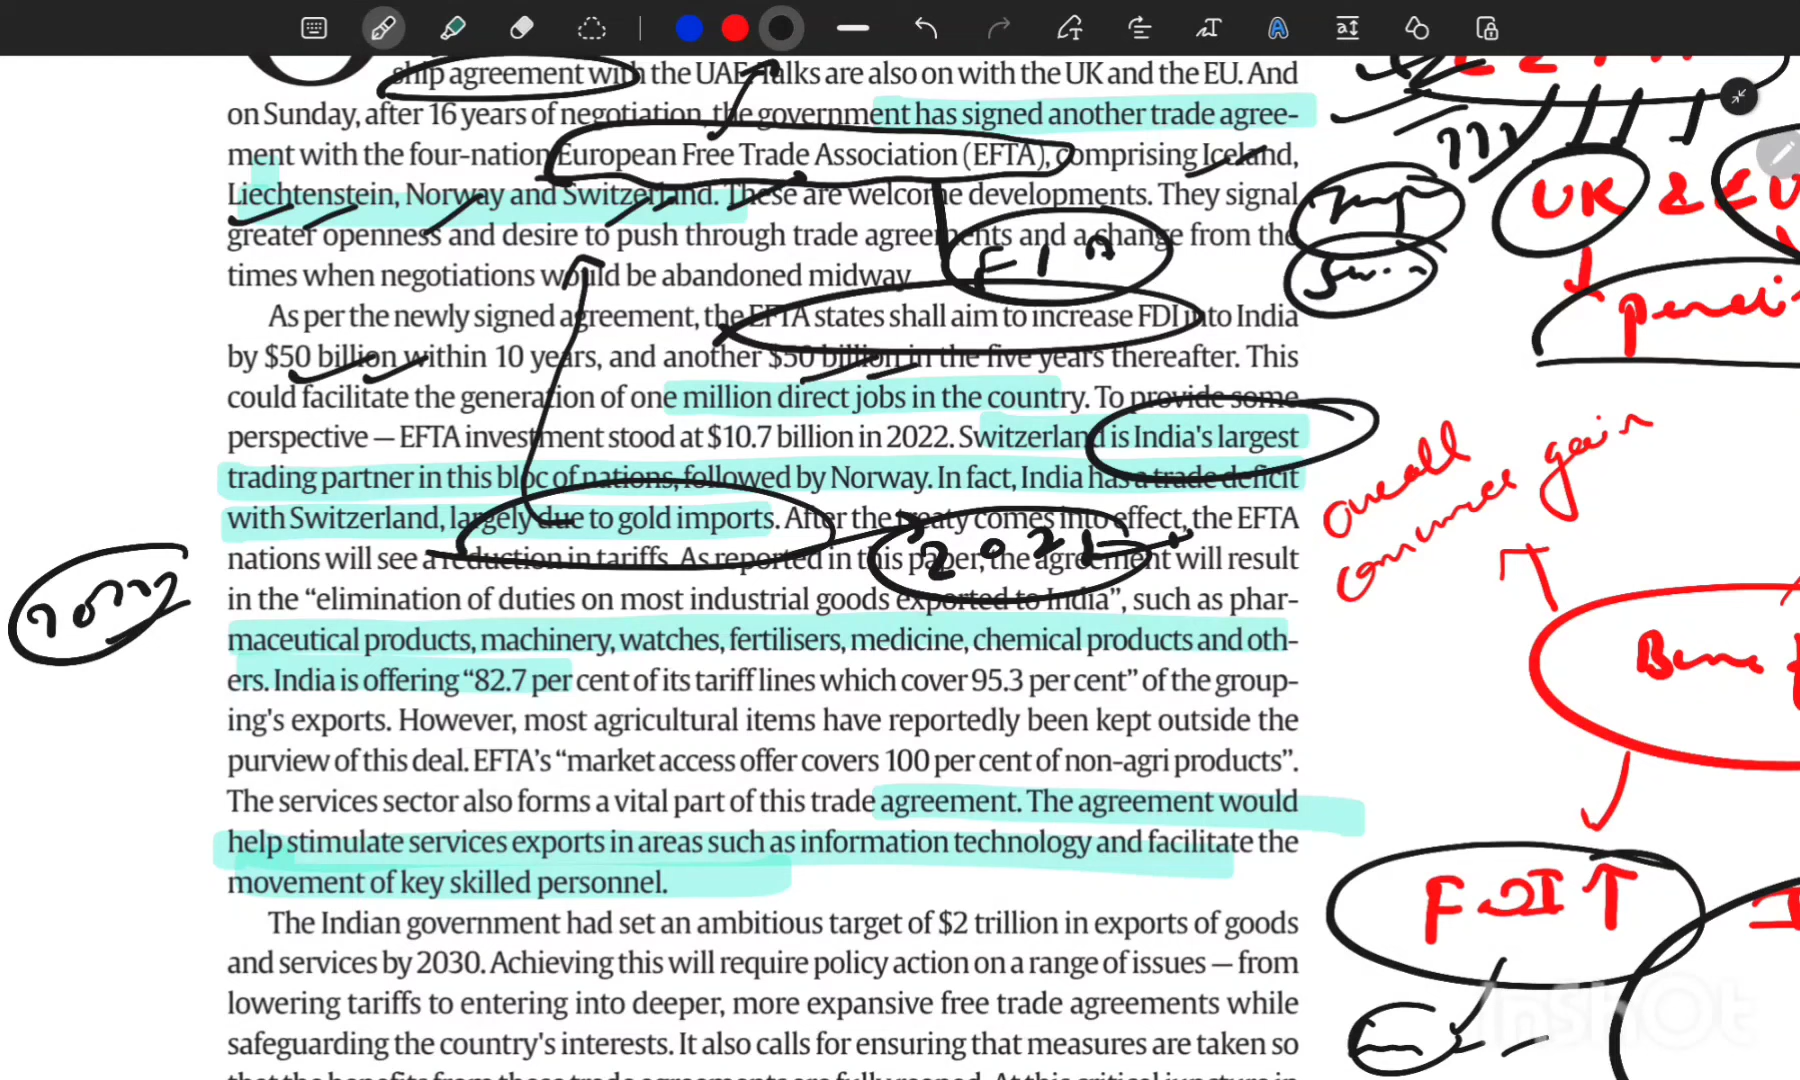 ship agreement with the UAE. Talks are also on with the UK and the EU. And
on Sunday, after 16 years of negotiation, the government has signed another trade agree-
ment with the four-nation European Free Trade Association (EFTA), comprising Iceland,
Liechtenstein, Norway and Switzerland. These are welcome developments. They signal
greater openness and desire to push through trade agreements and a change from the
times when negotiations would be abandoned midway.
As per the newly signed agreement, the EFTA states shall aim to increase FDI into India
by $50 billion within 10 years, and another $50 billion in the five years thereafter. This
could facilitate the generation of one million direct jobs in the country. To provide some
perspective — EFTA investment stood at $10.7 billion in 2022. Switzerland is India's largest
trading partner in this bloc of nations, followed by Norway. In fact, India has a trade deficit
with Switzerland, largely due to gold imports. After the treaty comes into effect, the EFTA
nations will see a reduction in tariffs. As reported in this paper, the agreement will result
in the “elimination of duties on most industrial goods exported to India”, such as phar-
maceutical products, machinery, watches, fertilisers, medicine, chemical products and oth-
ers. India is offering “82.7 per cent of its tariff lines which cover 95.3 per cent” of the group-
ing's exports. However, most agricultural items have reportedly been kept outside the
purview of this deal. EFTA’s “market access offer covers 100 per cent of non-agri products”.
The services sector also forms a vital part of this trade agreement. The agreement would
help stimulate services exports in areas such as information technology and facilitate the
movement of key skilled personnel.
The Indian government had set an ambitious target of $2 trillion in exports of goods
and services by 2030. Achieving this will require policy action on a range of issues — from
lowering tariffs to entering into deeper, more expansive free trade agreements while
safeguarding the country's interests. It also calls for ensuring that measures are taken so
that the benefits from these trade agreements are fully reaped. At this critical juncture in
UK & EU
2021
overall
gain
FDI ↑
InShOt